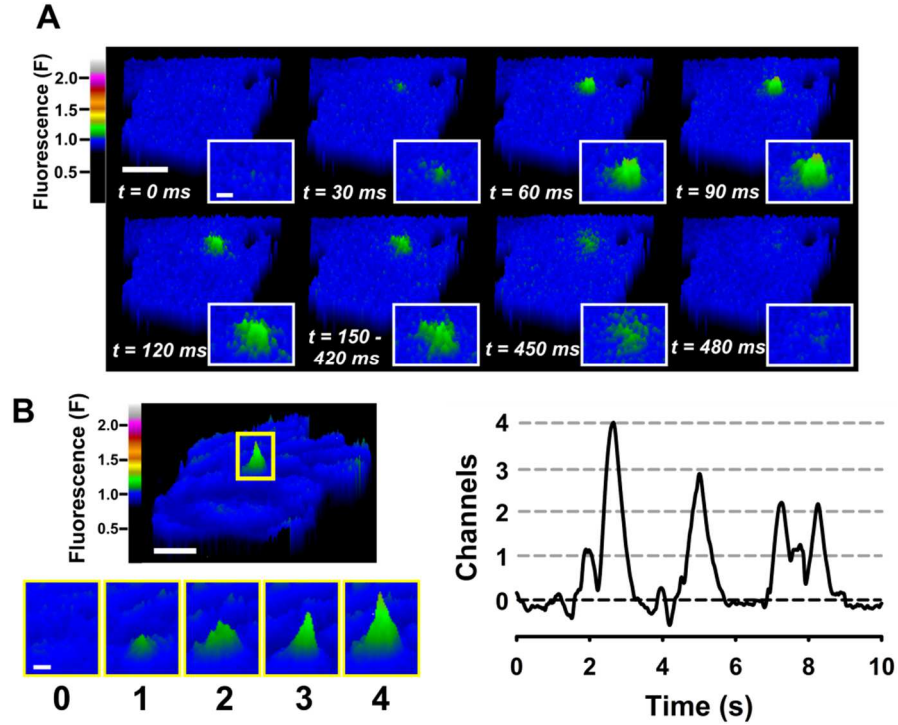 A
Fluorescence (F)
2.0
1.5
1.0
0.5
t = 0 ms
t = 30 ms
t = 60 ms
t = 90 ms
t = 120 ms
t = 150 -
420 ms
t = 450 ms
t = 480 ms
B
Fluorescence (F)
2.0
1.5
1.0
0.5
0 1 2 3 4
Channels
4
3
2
1
0
0 2 4 6 8 10
Time (s)